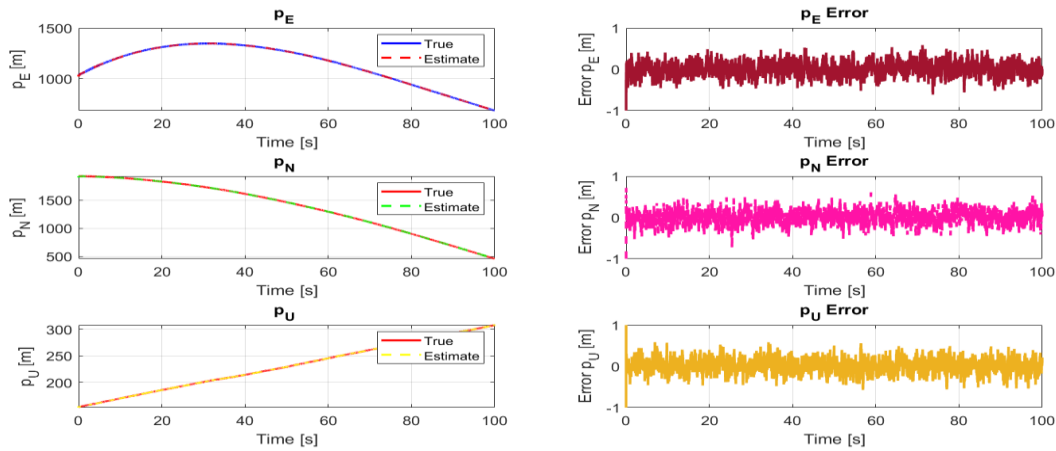 p_E
p_E [m]
1500
1000
True
Estimate
0 20 40 60 80 100
Time [s]
p_E Error
Error p_E [m]
1
0
-1
0 20 40 60 80 100
Time [s]
p_N
p_N [m]
1500
1000
500
True
Estimate
0 20 40 60 80 100
Time [s]
p_N Error
Error p_N [m]
1
0
-1
0 20 40 60 80 100
Time [s]
p_U
p_U [m]
300
250
200
True
Estimate
0 20 40 60 80 100
Time [s]
p_U Error
Error p_U [m]
1
0
-1
0 20 40 60 80 100
Time [s]